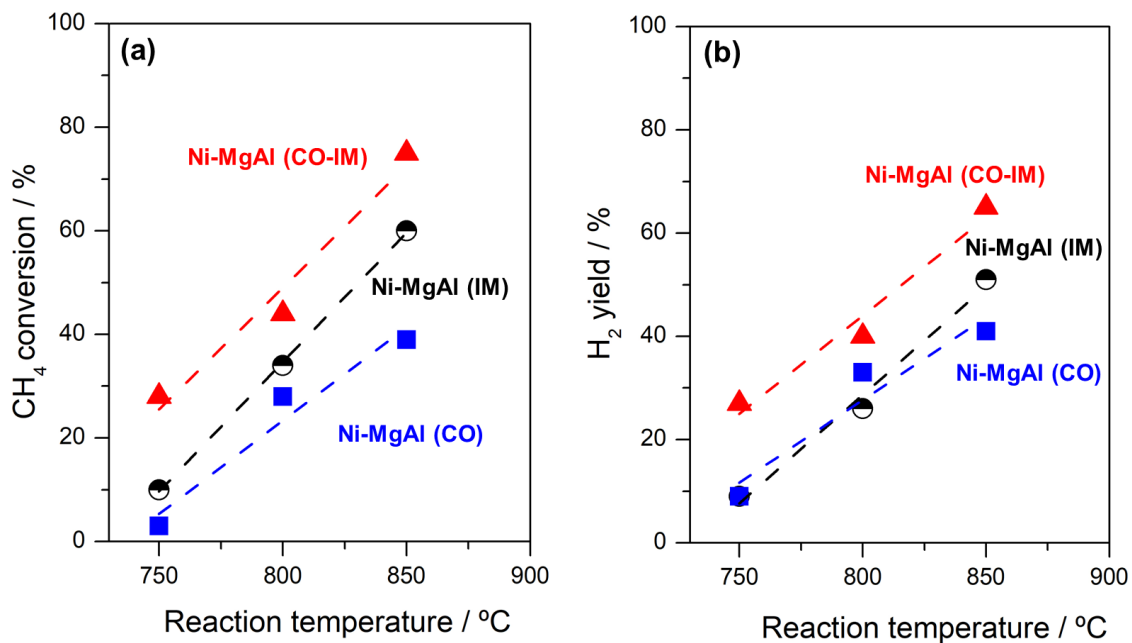 (a)
100
80
60
40
20
0
CH₄ conversion / %
Ni-MgAl (CO-IM)
Ni-MgAl (IM)
Ni-MgAl (CO)
750
800
850
900
Reaction temperature / ºC
(b)
100
80
60
40
20
0
H₂ yield / %
Ni-MgAl (CO-IM)
Ni-MgAl (IM)
Ni-MgAl (CO)
750
800
850
900
Reaction temperature / ºC